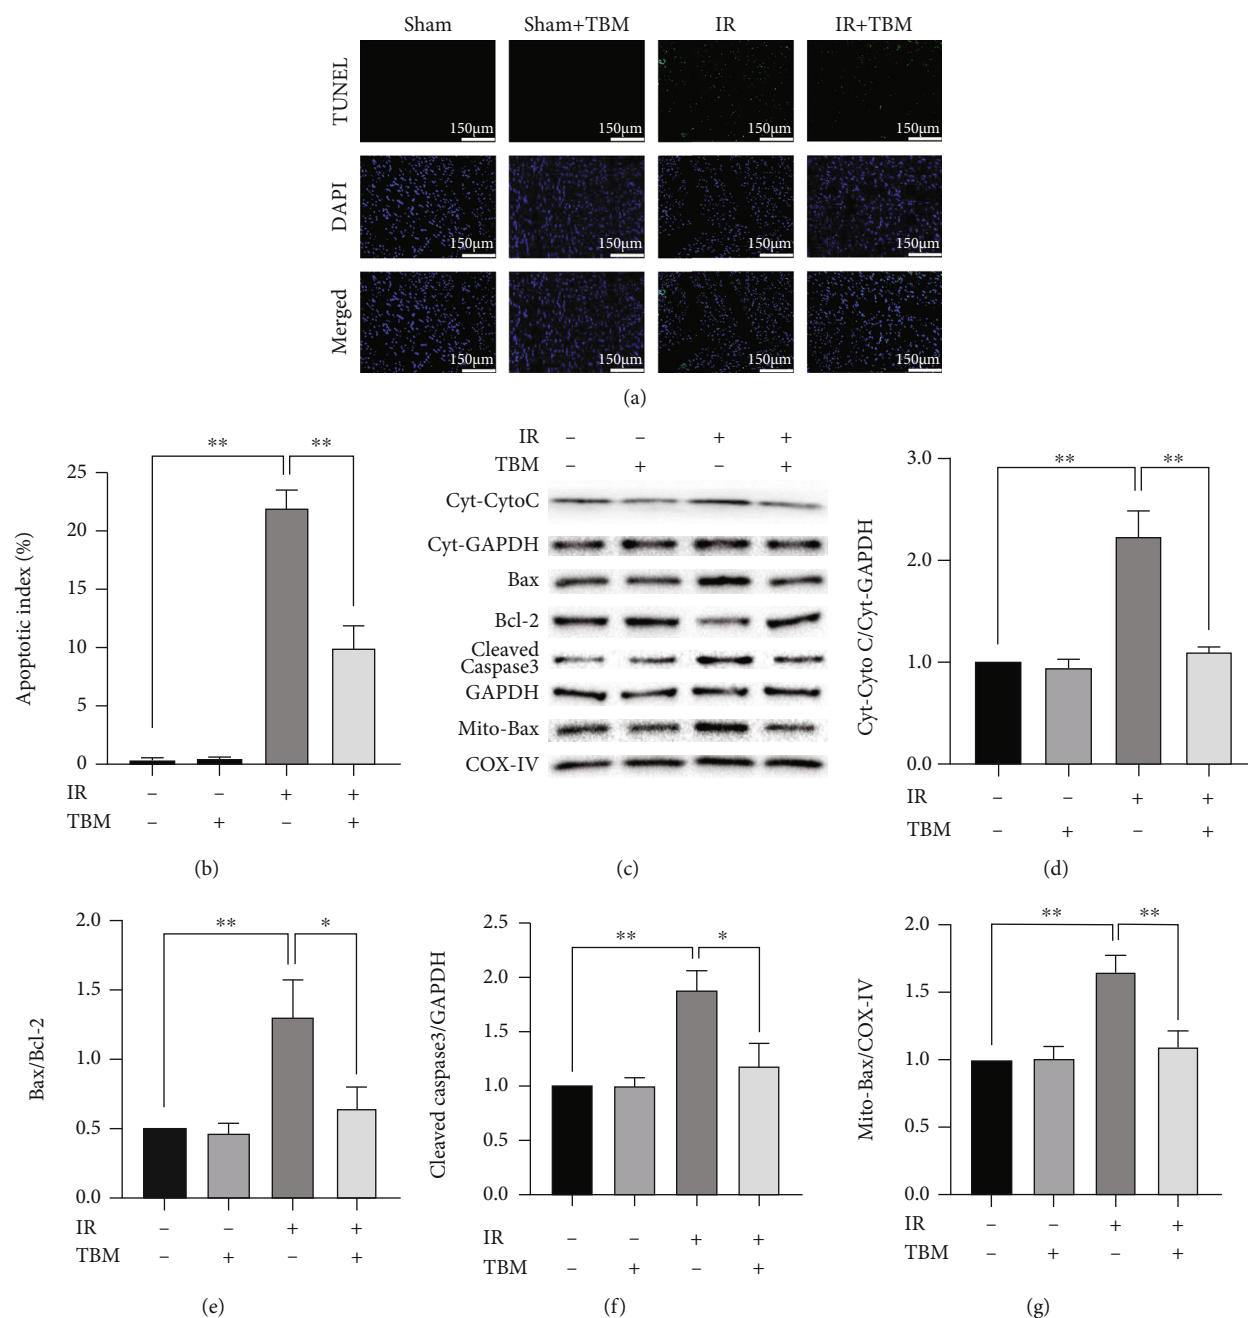 Sham Sham+TBM IR IR+TBM
TUNEL 150μm 150μm 150μm 150μm
DAPI 150μm 150μm 150μm 150μm
Merged 150μm 150μm 150μm 150μm
(a)
** **
25
20
15
10
5
0
Apoptotic index (%)
IR – – + +
TBM – + – +
(b)
IR – – + +
TBM – + – +
Cyt-CytoC
Cyt-GAPDH
Bax
Bcl-2
Cleaved
Caspase3
GAPDH
Mito-Bax
COX-IV
(c)
** **
3.0
2.0
1.0
0.0
Cyt-Cyto C/Cyt-GAPDH
IR – – + +
TBM – + – +
(d)
** *
2.0
1.5
1.0
0.5
0.0
Bax/Bcl-2
IR – – + +
TBM – + – +
(e)
** *
2.5
2.0
1.5
1.0
0.5
0.0
Cleaved caspase3/GAPDH
IR – – + +
TBM – + – +
(f)
** **
2.0
1.5
1.0
0.5
0.0
Mito-Bax/COX-IV
IR – – + +
TBM – + – +
(g)